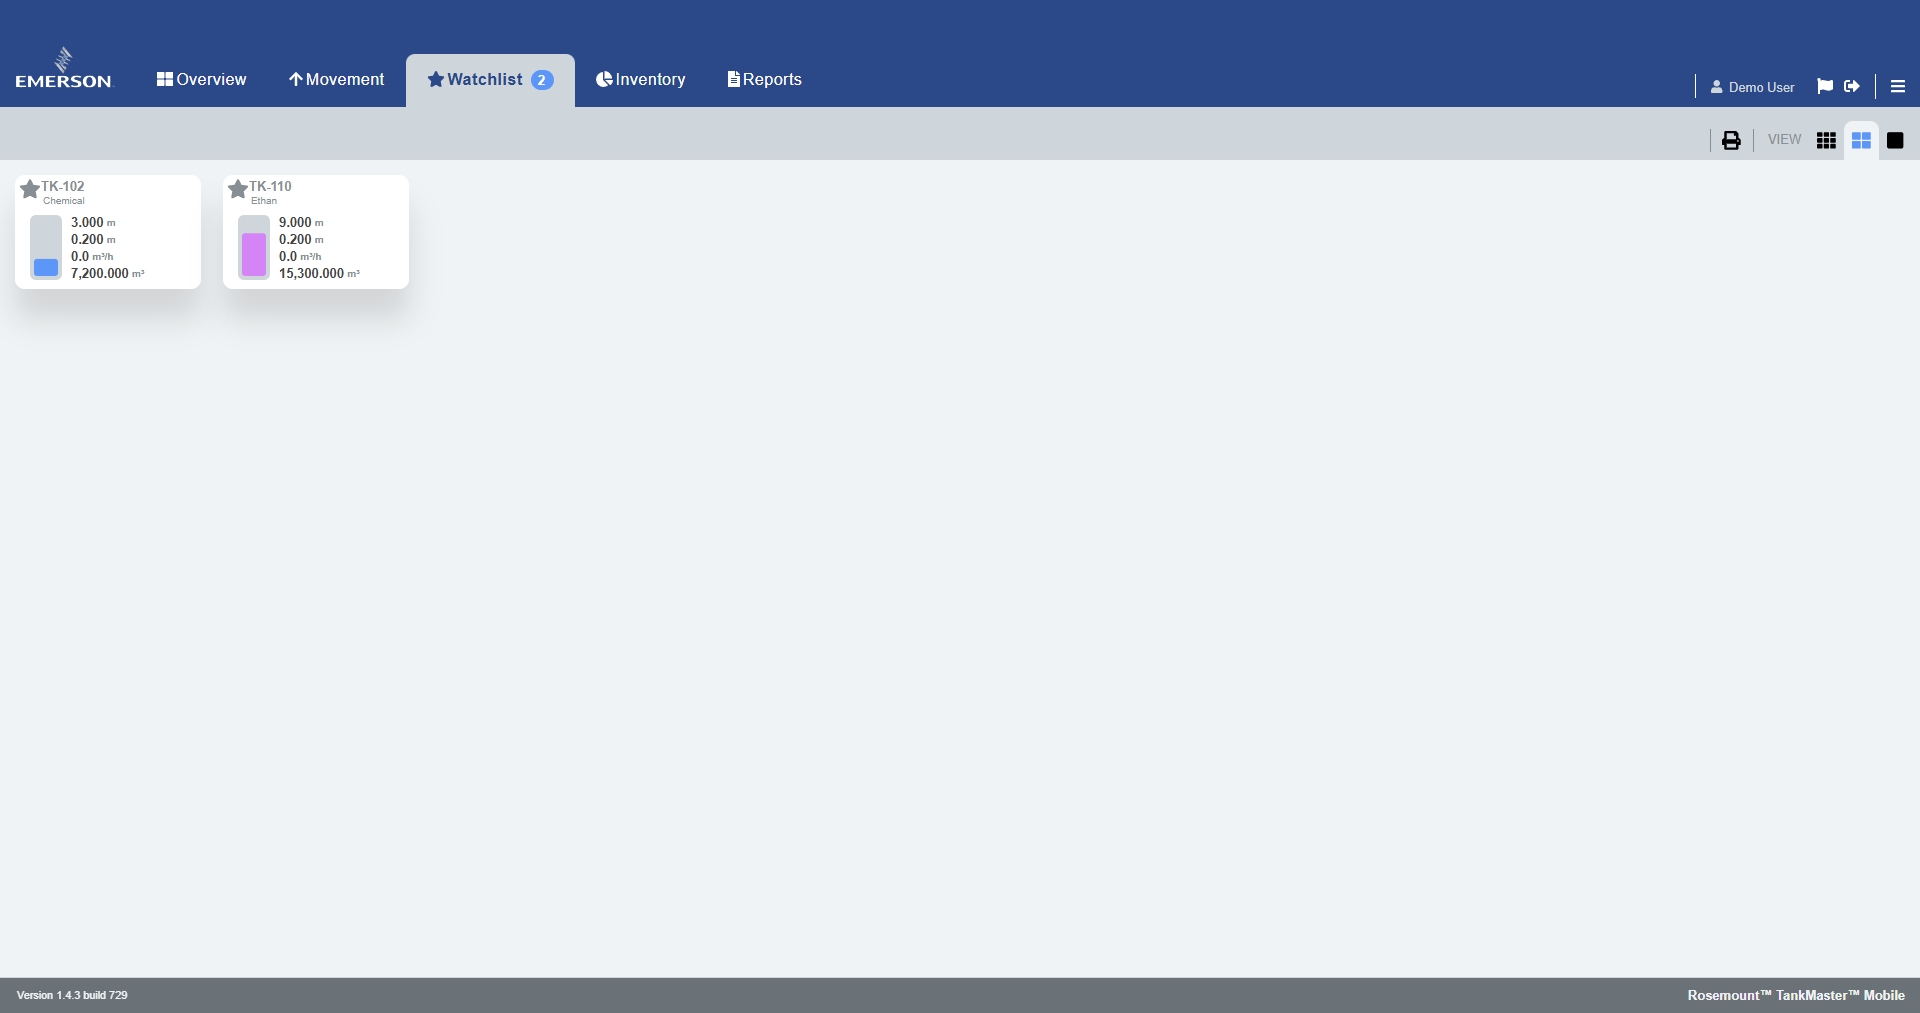 EMERSON
Overview
Movement
Watchlist 2
Inventory
Reports
Demo User
VIEW
TK-102
Chemical
3.000 m
0.200 m
0.0 m³/h
7,200.000 m³
TK-110
Ethan
9.000 m
0.200 m
0.0 m³/h
15,300.000 m³
Version 1.4.3 build 729
Rosemount™ TankMaster™ Mobile